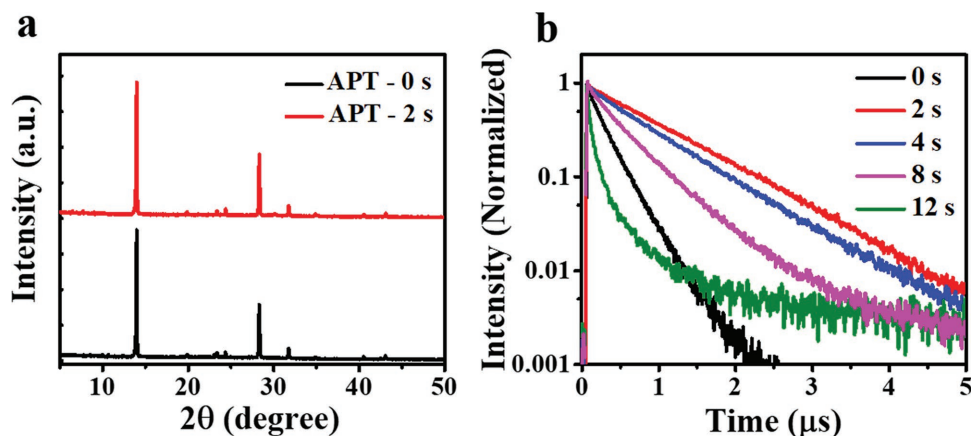 a
Intensity (a.u.)
APT - 0 s
APT - 2 s
10 20 30 40 50
2θ (degree)
b
Intensity (Normalized)
1
0.1
0.01
0.001
0 s
2 s
4 s
8 s
12 s
0 1 2 3 4 5
Time (μs)